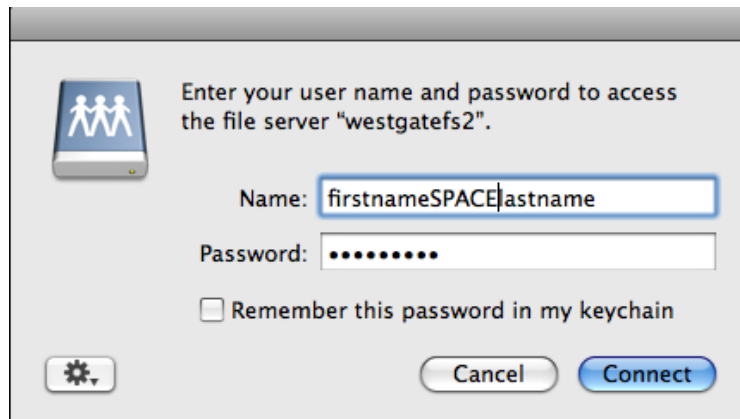 Enter your user name and password to access
the file server “westgatefs2”.
Name: firstnameSPACElastname
Password: •••••••••
Remember this password in my keychain
Cancel Connect